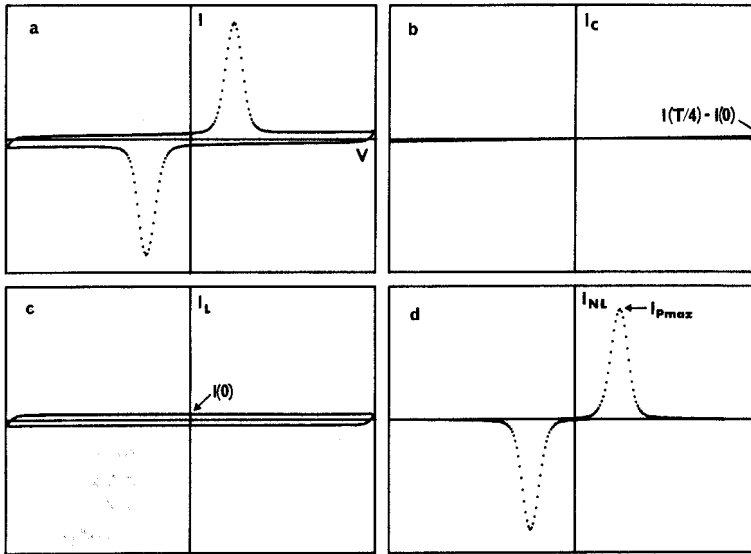 a
I
V
b
I_C
I(T/4) - I(0)
c
I_L
I(0)
d
i_NL
i_Pmax